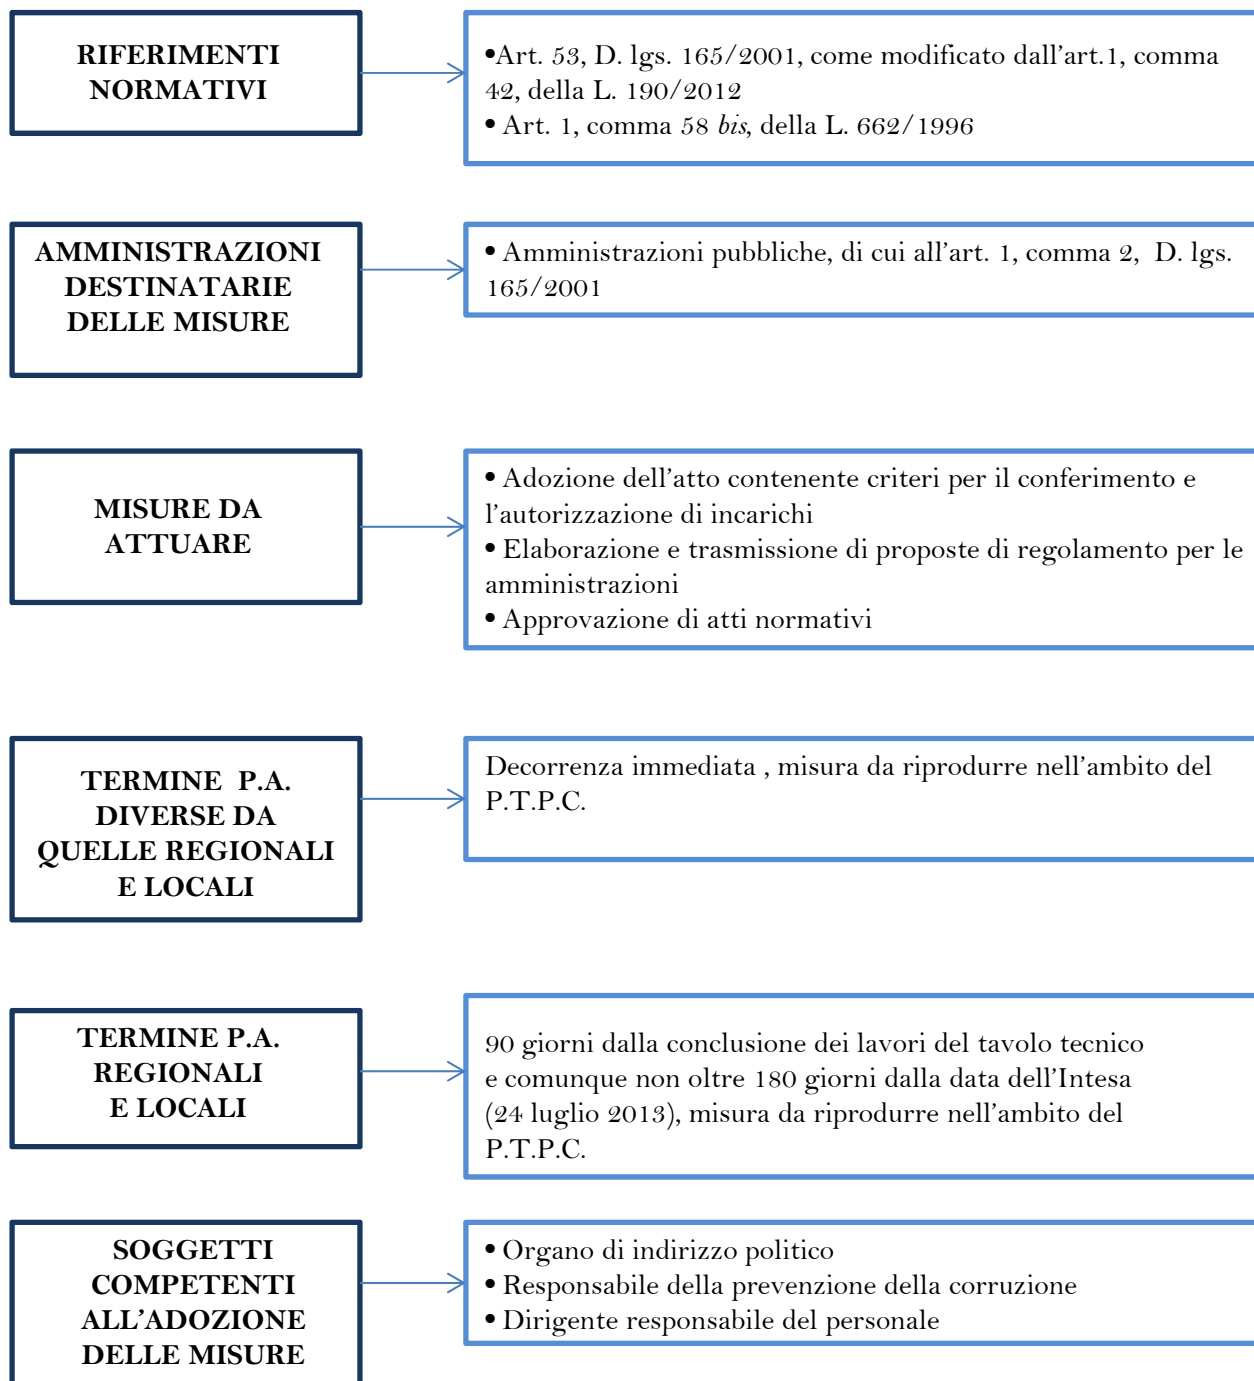 RIFERIMENTI
NORMATIVI
•Art. 53, D. lgs. 165/2001, come modificato dall’art.1, comma
42, della L. 190/2012
• Art. 1, comma 58 bis, della L. 662/1996
AMMINISTRAZIONI
DESTINATARIE
DELLE MISURE
• Amministrazioni pubbliche, di cui all’art. 1, comma 2, D. lgs.
165/2001
MISURE DA
ATTUARE
• Adozione dell’atto contenente criteri per il conferimento e
l’autorizzazione di incarichi
• Elaborazione e trasmissione di proposte di regolamento per le
amministrazioni
• Approvazione di atti normativi
TERMINE P.A.
DIVERSE DA
QUELLE REGIONALI
E LOCALI
Decorrenza immediata , misura da riprodurre nell’ambito del
P.T.P.C.
TERMINE P.A.
REGIONALI
E LOCALI
90 giorni dalla conclusione dei lavori del tavolo tecnico
e comunque non oltre 180 giorni dalla data dell’Intesa
(24 luglio 2013), misura da riprodurre nell’ambito del
P.T.P.C.
SOGGETTI
COMPETENTI
ALL’ADOZIONE
DELLE MISURE
• Organo di indirizzo politico
• Responsabile della prevenzione della corruzione
• Dirigente responsabile del personale